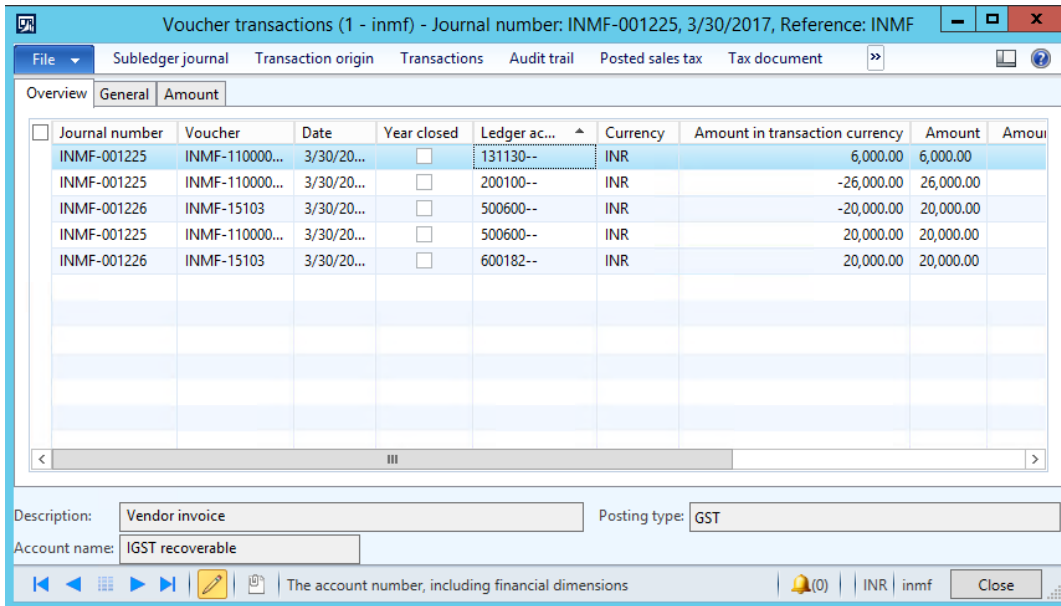 Voucher transactions (1 - inmf) - Journal number: INMF-001225, 3/30/2017, Reference: INMF
File Subledger journal Transaction origin Transactions Audit trail Posted sales tax Tax document
Overview General Amount
Journal number Voucher Date Year closed Ledger ac... Currency Amount in transaction currency Amount Amou
INMF-001225 INMF-110000... 3/30/20... 131130-- INR 6,000.00 6,000.00
INMF-001225 INMF-110000... 3/30/20... 200100-- INR -26,000.00 26,000.00
INMF-001226 INMF-15103 3/30/20... 500600-- INR -20,000.00 20,000.00
INMF-001225 INMF-110000... 3/30/20... 500600-- INR 20,000.00 20,000.00
INMF-001226 INMF-15103 3/30/20... 600182-- INR 20,000.00 20,000.00
Description: Vendor invoice Posting type: GST
Account name: IGST recoverable
The account number, including financial dimensions (0) INR inmf Close